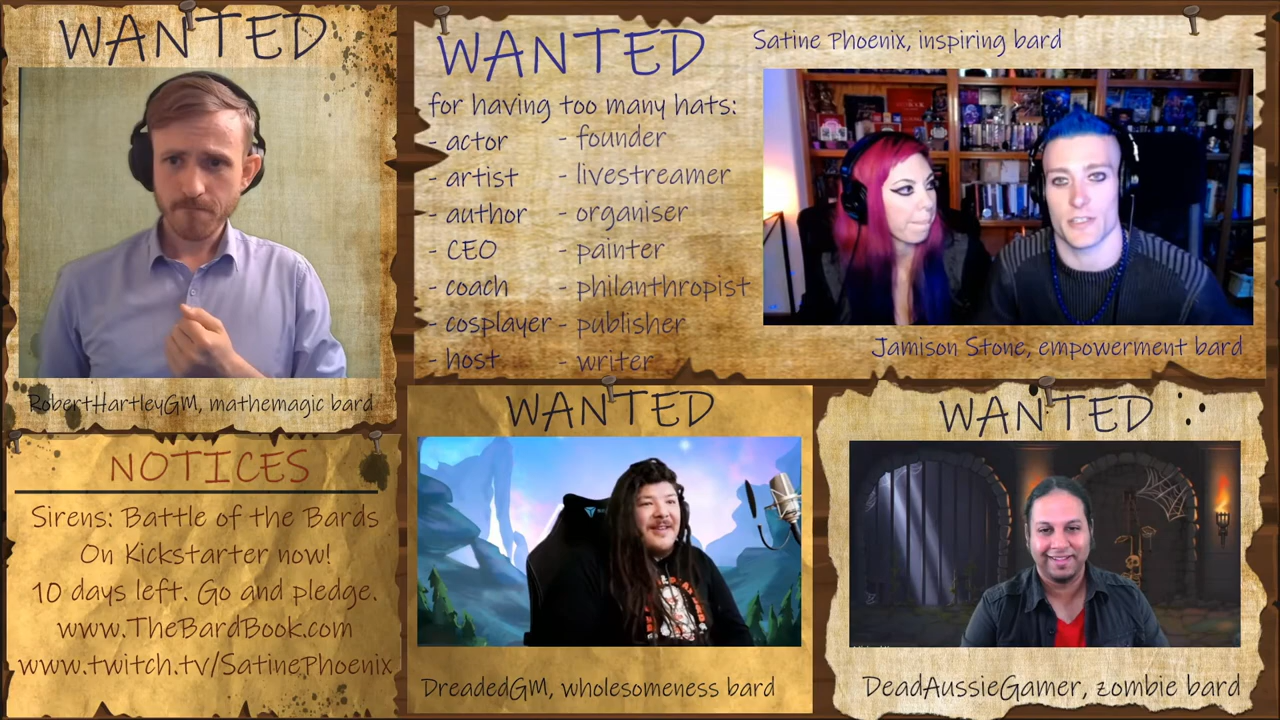 WANTED
RobertHartleyGM, mathemagic bard
NOTICES
Sirens: Battle of the Bards
On Kickstarter now!
10 days left. Go and pledge.
www.TheBardBook.com
www.twitch.tv/SatinePhoenix
WANTED
for having too many hats:
- actor
- artist
- author
- CEO
- coach
- cosplayer
- host
- founder
- livestreamer
- organiser
- painter
- philanthropist
- publisher
- writer
Satine Phoenix, inspiring bard
Jamison Stone, empowerment bard
WANTED
DreadedGM, wholesomeness bard
WANTED
DeadAussieGamer, zombie bard